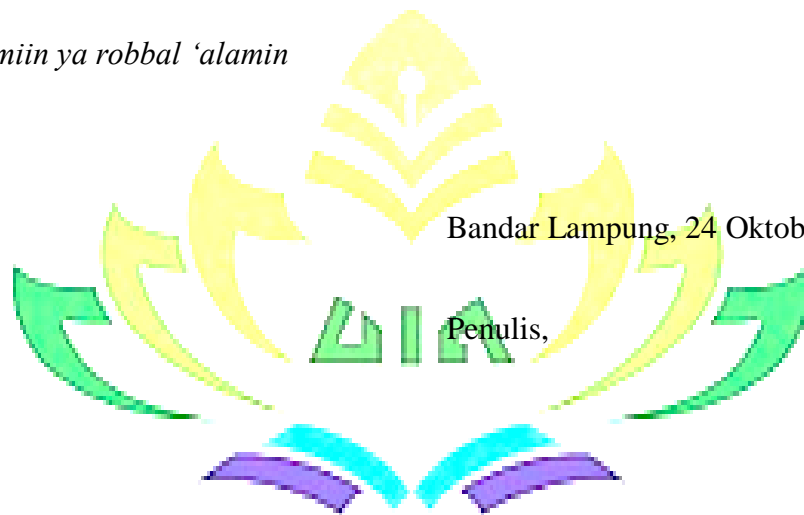 miin ya robbal ‘alamin
Bandar Lampung, 24 Oktob
Penulis,